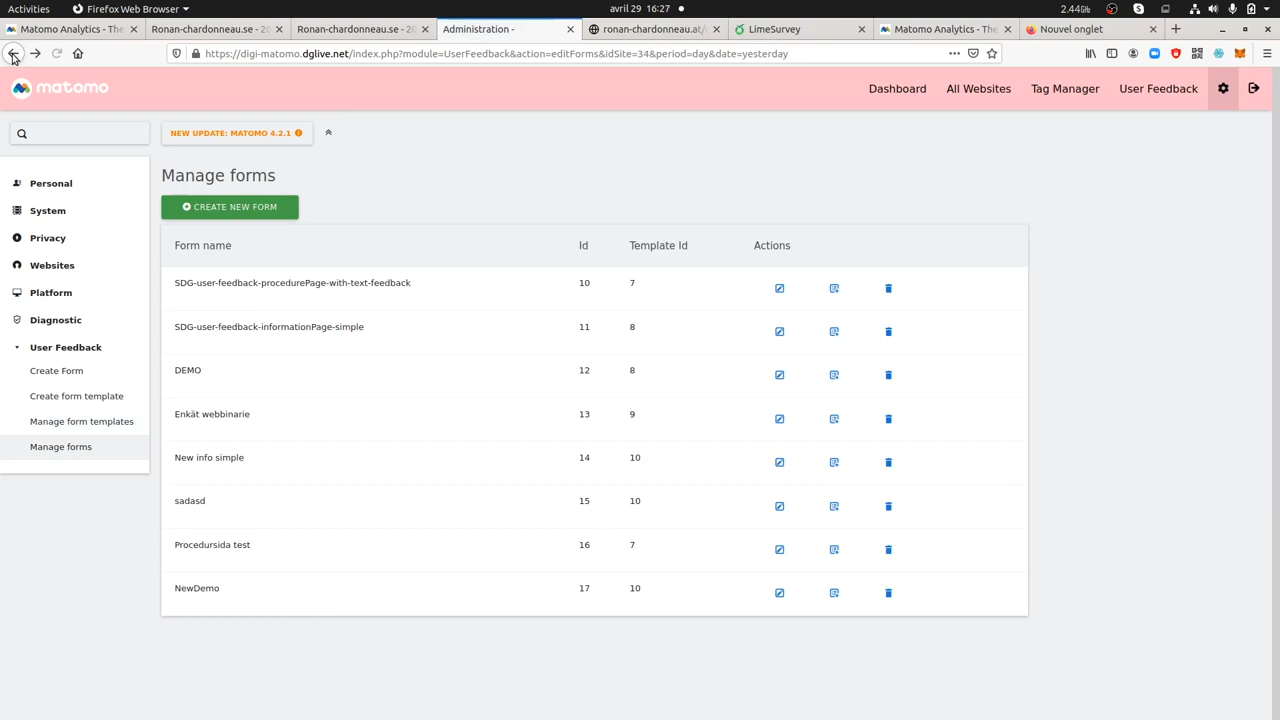 Activities Firefox Web Browser avril 29 16:27 2.44GB
Matomo Analytics - The Ronan-chardonneau.se - 20 Ronan-chardonneau.se - 20 Administration - ronan-chardonneau.at/ LimeSurvey Matomo Analytics - The Nouvel onglet
https://digi-matomo.dglive.net/index.php?module=UserFeedback&action=editForms&idSite=34&period=day&date=yesterday
matomo Dashboard All Websites Tag Manager User Feedback
NEW UPDATE: MATOMO 4.2.1
Personal
System
Privacy
Websites
Platform
Diagnostic
User Feedback
Create Form
Create form template
Manage form templates
Manage forms
Manage forms
CREATE NEW FORM
Form name Id Template Id Actions
SDG-user-feedback-procedurePage-with-text-feedback 10 7
SDG-user-feedback-informationPage-simple 11 8
DEMO 12 8
Enkät webbinarie 13 9
New info simple 14 10
sadasd 15 10
Procedursida test 16 7
NewDemo 17 10